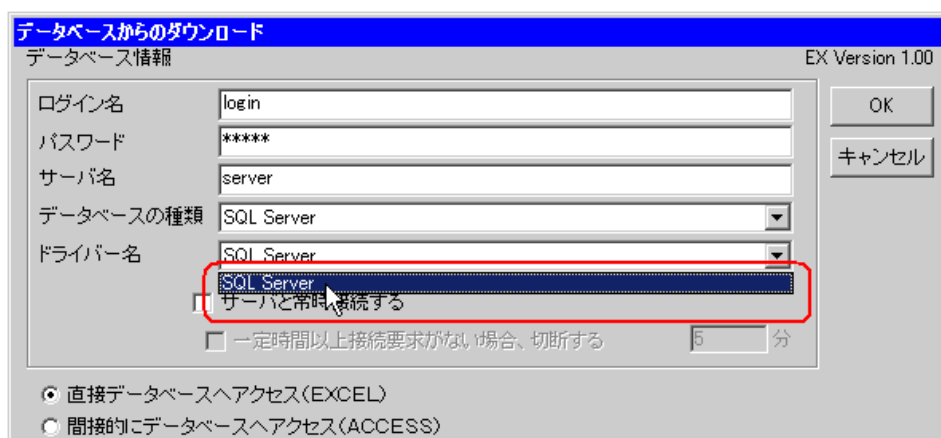 データベースからのダウンロード
データベース情報 EX Version 1.00
ログイン名 login OK
パスワード *****
キャンセル
サーバ名 server
データベースの種類 SQL Server
ドライバー名 SQL Server
SQL Server
サーバと常時接続する
一定時間以上接続要求がない場合、切断する 5 分
直接データベースへアクセス(EXCEL)
間接的にデータベースへアクセス(ACCESS)